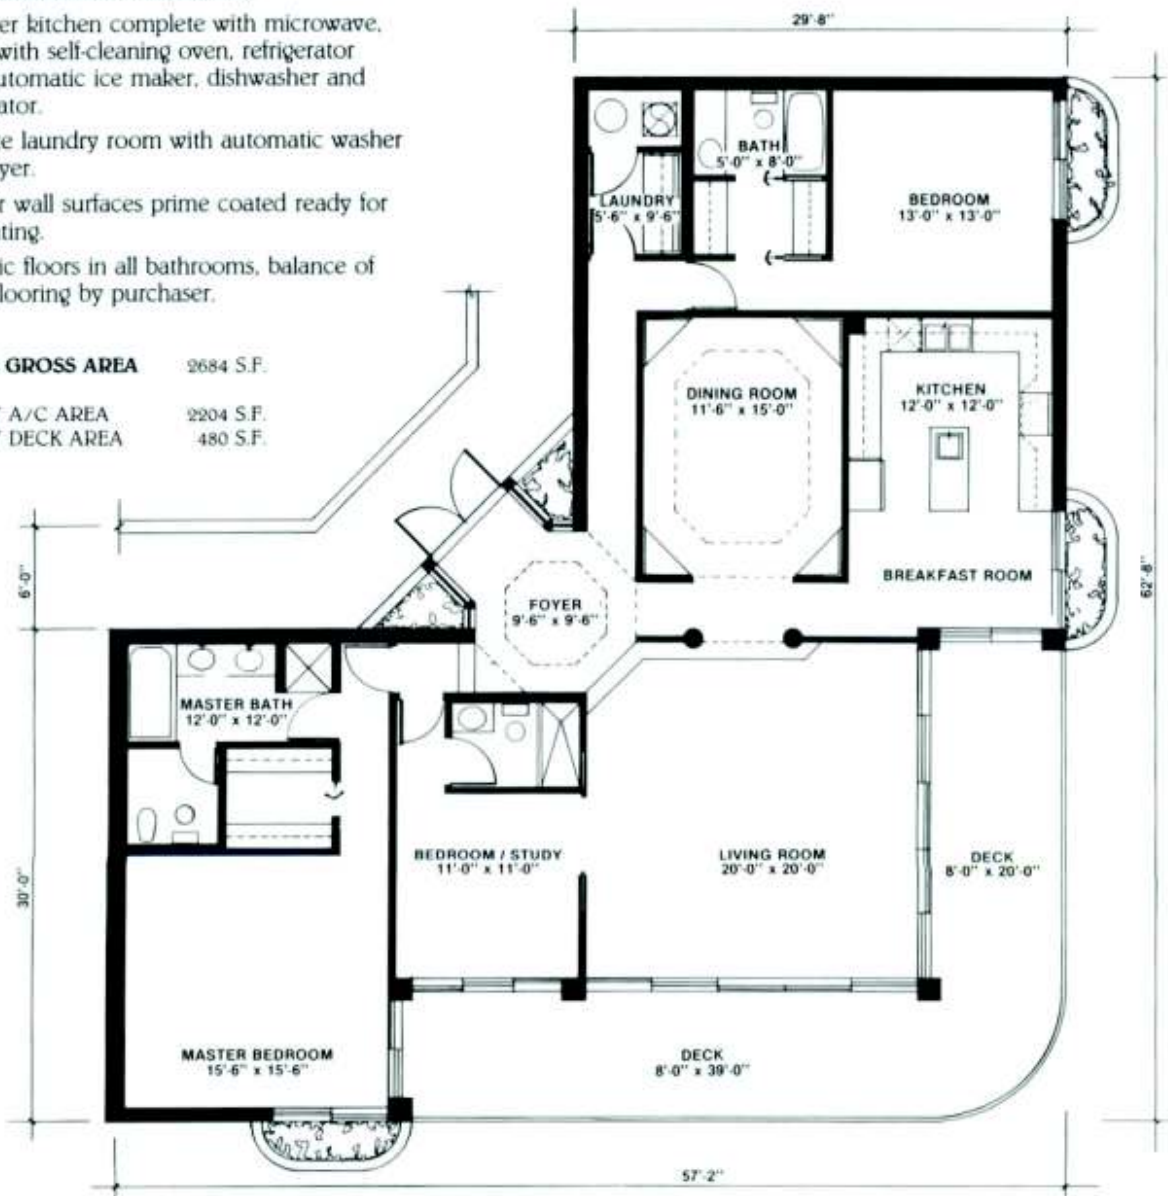 er kitchen complete with microwave,
with self-cleaning oven, refrigerator
utomatic ice maker, dishwasher and
ator.
e laundry room with automatic washer
yer.
r wall surfaces prime coated ready for
ting.
ic floors in all bathrooms, balance of
looring by purchaser.
GROSS AREA 2684 S.F.
A/C AREA 2204 S.F.
DECK AREA 480 S.F.
29'-8"
BATH
5'-0" x 8'-0"
LAUNDRY
5'-6" x 9'-6"
BEDROOM
13'-0" x 13'-0"
DINING ROOM
11'-6" x 15'-0"
KITCHEN
12'-0" x 12'-0"
BREAKFAST ROOM
62'-8"
6'-0"
FOYER
9'-6" x 9'-6"
MASTER BATH
12'-0" x 12'-0"
30'-0"
BEDROOM / STUDY
11'-0" x 11'-0"
LIVING ROOM
20'-0" x 20'-0"
DECK
8'-0" x 20'-0"
MASTER BEDROOM
15'-6" x 15'-6"
DECK
8'-0" x 39'-0"
57'-2"